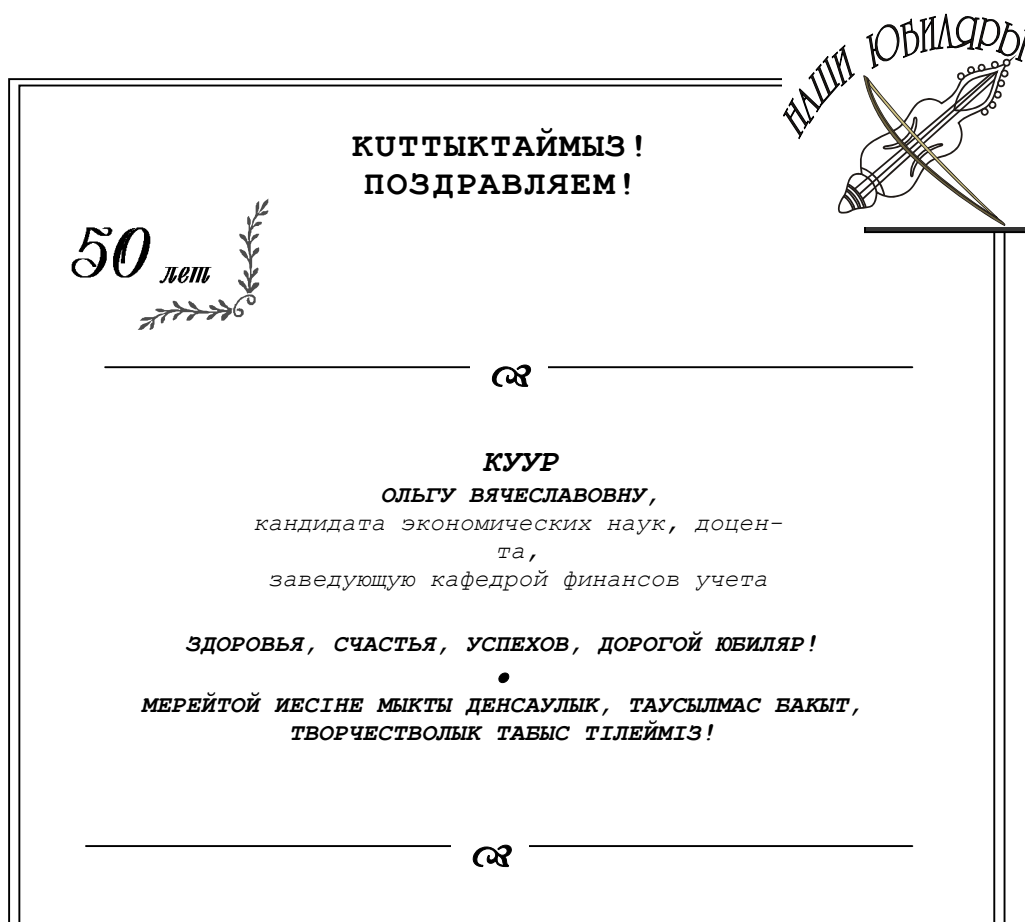 НАШИ ЮБИЛЯРЫ
КUТТЫКТАЙМЫЗ!
ПОЗДРАВЛЯЕМ!
50 лет
КУУР
ОЛЬГУ ВЯЧЕСЛАВОВНУ,
кандидата экономических наук, доцен-
та,
заведующую кафедрой финансов учета
ЗДОРОВЬЯ, СЧАСТЬЯ, УСПЕХОВ, ДОРОГОЙ ЮБИЛЯР!
•
МЕРЕЙТОЙ ИЕСІНЕ МЫКТЫ ДЕНСАУЛЫК, ТАУСЫЛМАС БАКЫТ,
ТВОРЧЕСТВОЛЫК ТАБЫС ТІЛЕЙМІЗ!